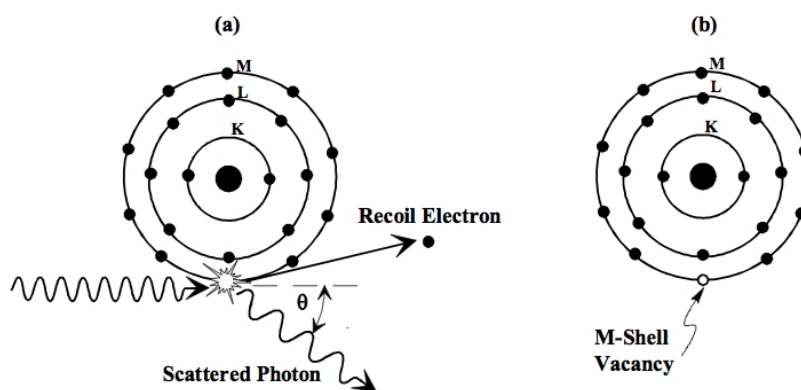 (a)
M
L
K
Recoil Electron
θ
Scattered Photon
(b)
M
L
K
M-Shell
Vacancy